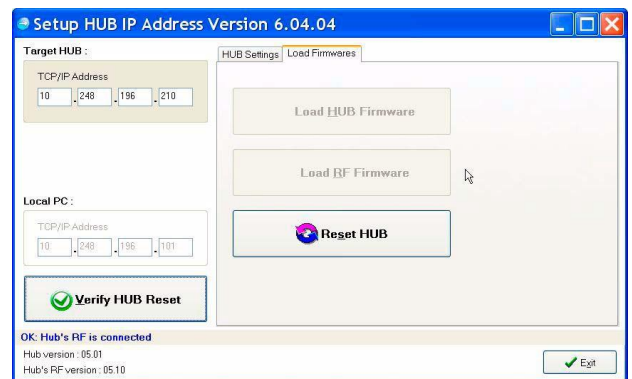 Setup HUB IP Address Version 6.04.04
Target HUB :
TCP/IP Address
10 . 248 . 196 . 210
Local PC :
TCP/IP Address
10 . 248 . 196 . 101
Verify HUB Reset
HUB Settings
Load Firmwares
Load HUB Firmware
Load RF Firmware
Reset HUB
OK: Hub's RF is connected
Hub version : 05.01
Hub's RF version : 05.10
Exit